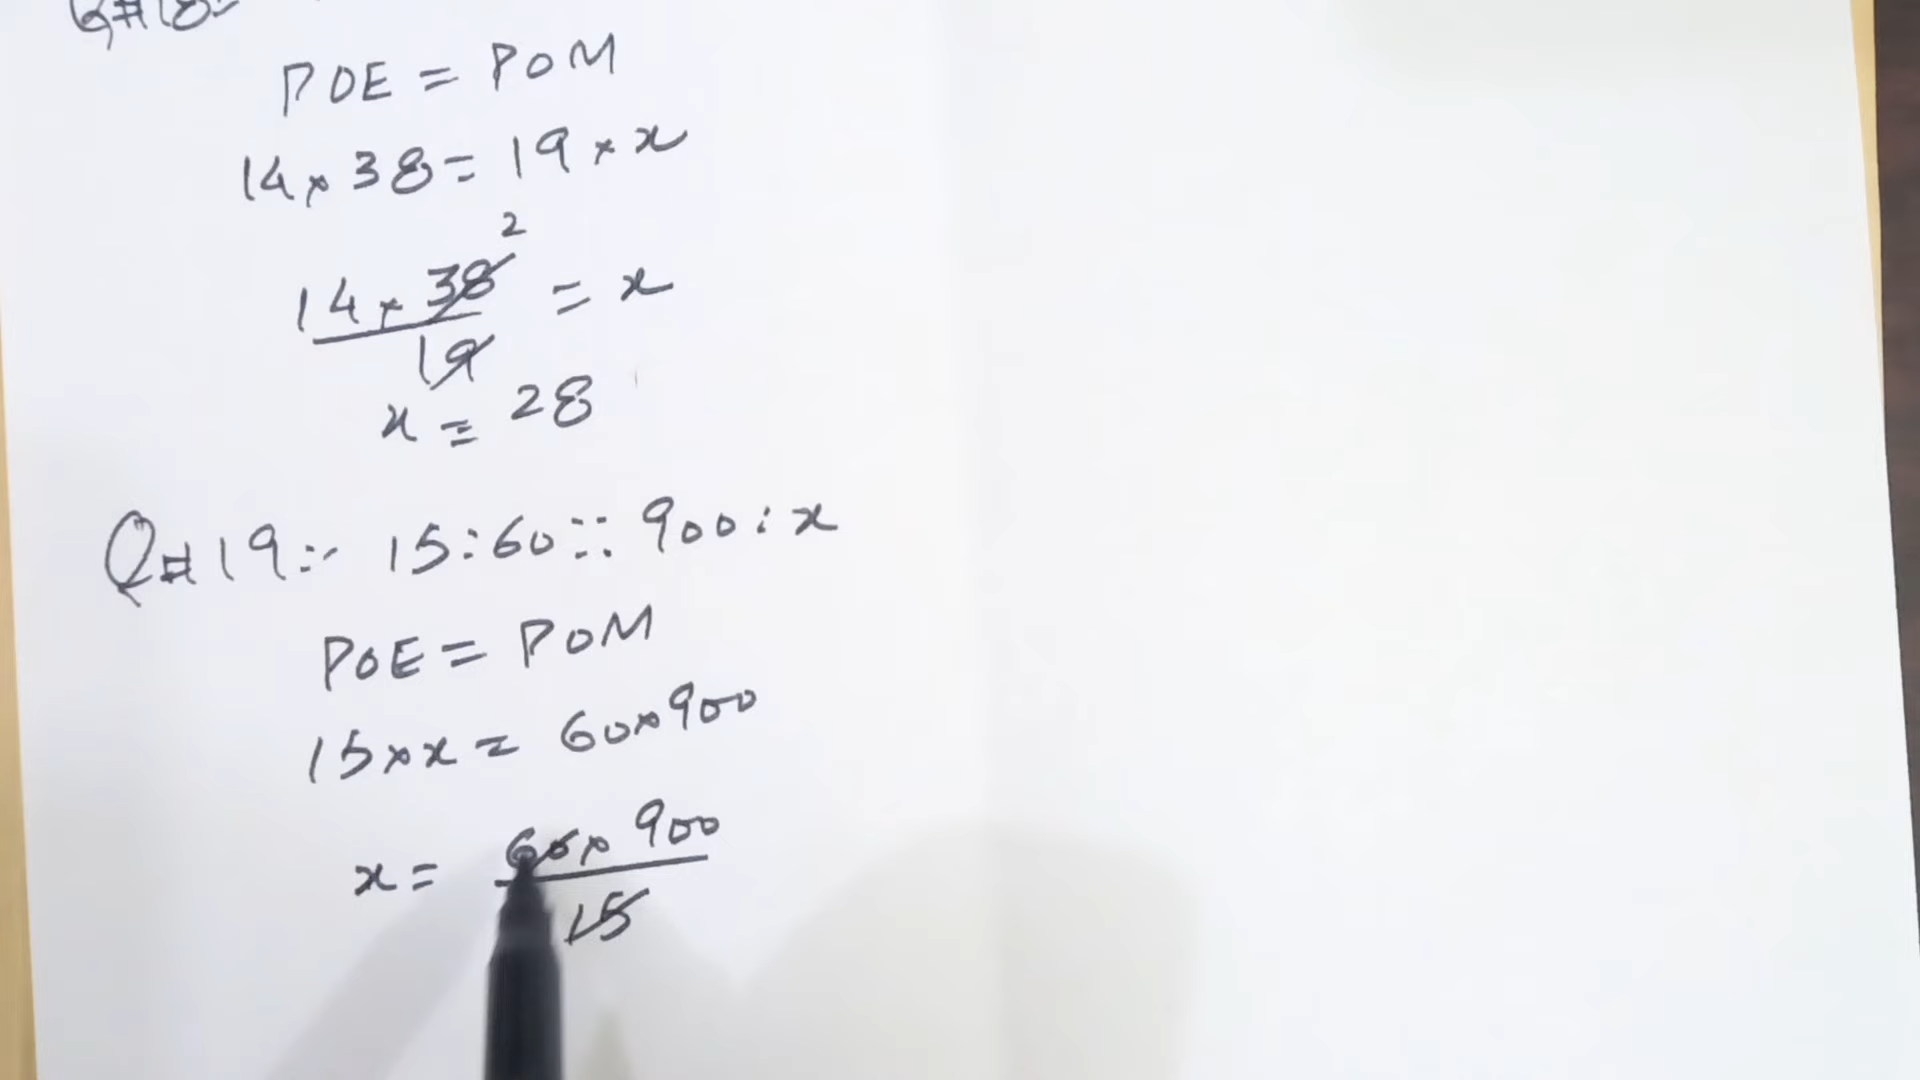 Q#18:-
POE = POM
14 × 38 = 19 × x
2
14 × 38 = x
19
x = 28
Q#19:- 15:60 :: 900:x
POE = POM
15 × x = 60 × 900
x = 60 × 900
15